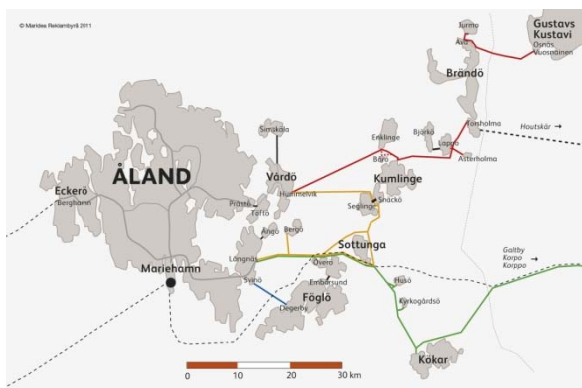 © Marides Reklambyrå 2011
Jurmo
Gustavs
Kustavi
Åva
Osnäs
Vuosnainen
Brändö
Torsholma
Houtskär →
Simskäla
Enklinge
Björkö
Lappo
Asterholma
Bärö
ÅLAND
Vårdö
Kumlinge
Eckerö
Berghamn
Hummelvik
Prästö
Töftö
Snäckö
Seglinge
Ängö
Bergö
Sottunga
Galtby
Korpo
Korppo
→
Mariehamn
Långnäs
Överö
Svinö
Embarsund
Husö
Föglö
Degerby
Kyrkogårdsö
Kökar
0 10 20 30 km